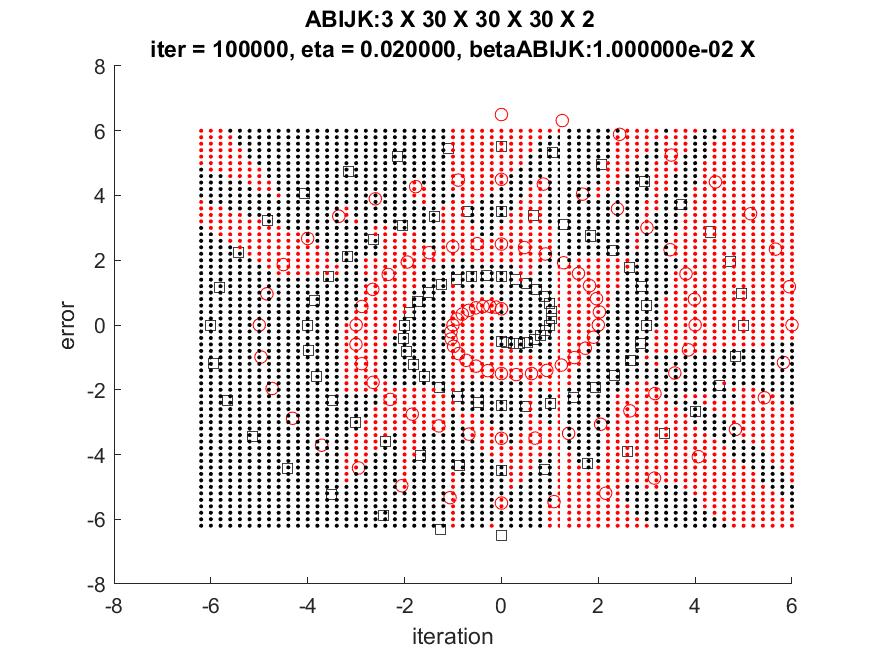 ABIJK:3 X 30 X 30 X 30 X 2
iter = 100000, eta = 0.020000, betaABIJK:1.000000e-02 X
8
6
4
2
0
-2
-4
-6
-8
error
-8 -6 -4 -2 0 2 4 6
iteration